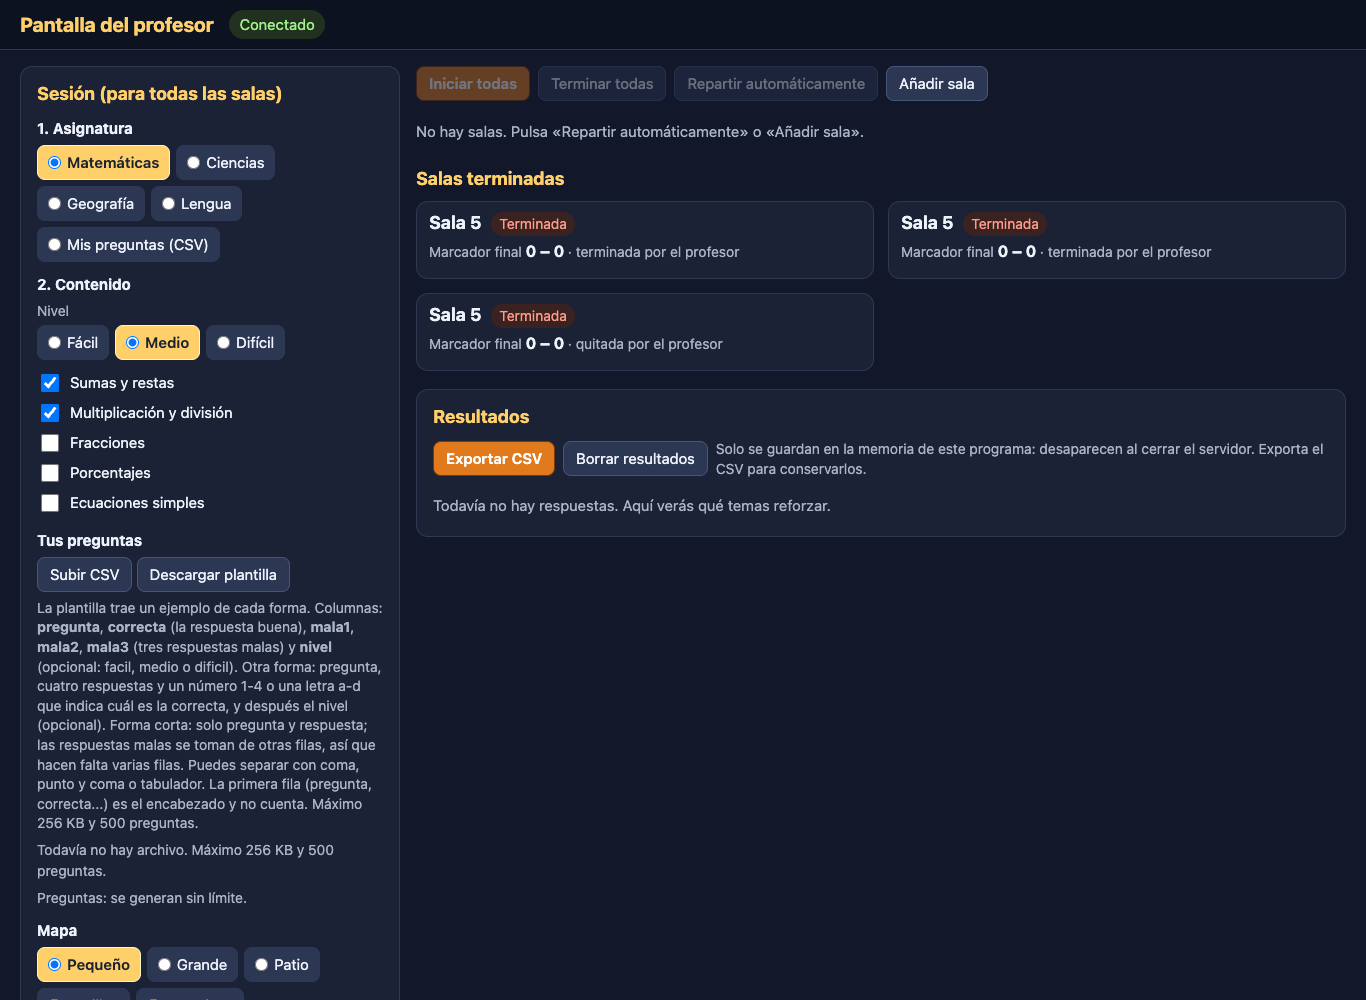 Pantalla del profesor
Conectado
Sesión (para todas las salas)
1. Asignatura
Matemáticas
Ciencias
Geografía
Lengua
Mis preguntas (CSV)
2. Contenido
Nivel
Fácil
Medio
Difícil
Sumas y restas
Multiplicación y división
Fracciones
Porcentajes
Ecuaciones simples
Tus preguntas
Subir CSV
Descargar plantilla
La plantilla trae un ejemplo de cada forma. Columnas:
pregunta, correcta (la respuesta buena), mala1,
mala2, mala3 (tres respuestas malas) y nivel
(opcional: facil, medio o dificil). Otra forma: pregunta,
cuatro respuestas y un número 1-4 o una letra a-d
que indica cuál es la correcta, y después el nivel
(opcional). Forma corta: solo pregunta y respuesta;
las respuestas malas se toman de otras filas, así que
hacen falta varias filas. Puedes separar con coma,
punto y coma o tabulador. La primera fila (pregunta,
correcta...) es el encabezado y no cuenta. Máximo
256 KB y 500 preguntas.
Todavía no hay archivo. Máximo 256 KB y 500
preguntas.
Preguntas: se generan sin límite.
Mapa
Pequeño
Grande
Patio
Iniciar todas
Terminar todas
Repartir automáticamente
Añadir sala
No hay salas. Pulsa «Repartir automáticamente» o «Añadir sala».
Salas terminadas
Sala 5 Terminada
Marcador final 0 – 0 · terminada por el profesor
Sala 5 Terminada
Marcador final 0 – 0 · terminada por el profesor
Sala 5 Terminada
Marcador final 0 – 0 · quitada por el profesor
Resultados
Exportar CSV
Borrar resultados
Solo se guardan en la memoria de este programa: desaparecen al cerrar el servidor. Exporta el
CSV para conservarlos.
Todavía no hay respuestas. Aquí verás qué temas reforzar.